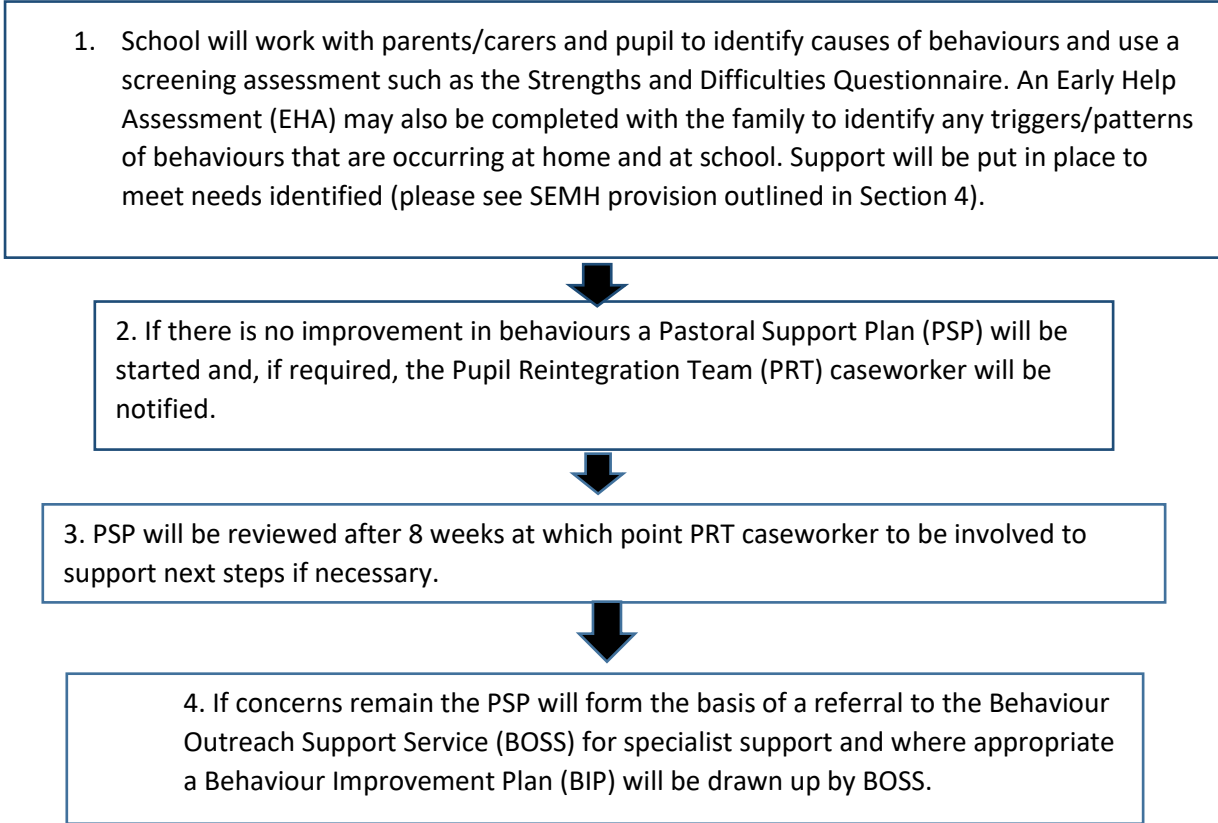 1. School will work with parents/carers and pupil to identify causes of behaviours and use a
screening assessment such as the Strengths and Difficulties Questionnaire. An Early Help
Assessment (EHA) may also be completed with the family to identify any triggers/patterns
of behaviours that are occurring at home and at school. Support will be put in place to
meet needs identified (please see SEMH provision outlined in Section 4).
2. If there is no improvement in behaviours a Pastoral Support Plan (PSP) will be
started and, if required, the Pupil Reintegration Team (PRT) caseworker will be
notified.
3. PSP will be reviewed after 8 weeks at which point PRT caseworker to be involved to
support next steps if necessary.
4. If concerns remain the PSP will form the basis of a referral to the Behaviour
Outreach Support Service (BOSS) for specialist support and where appropriate
a Behaviour Improvement Plan (BIP) will be drawn up by BOSS.